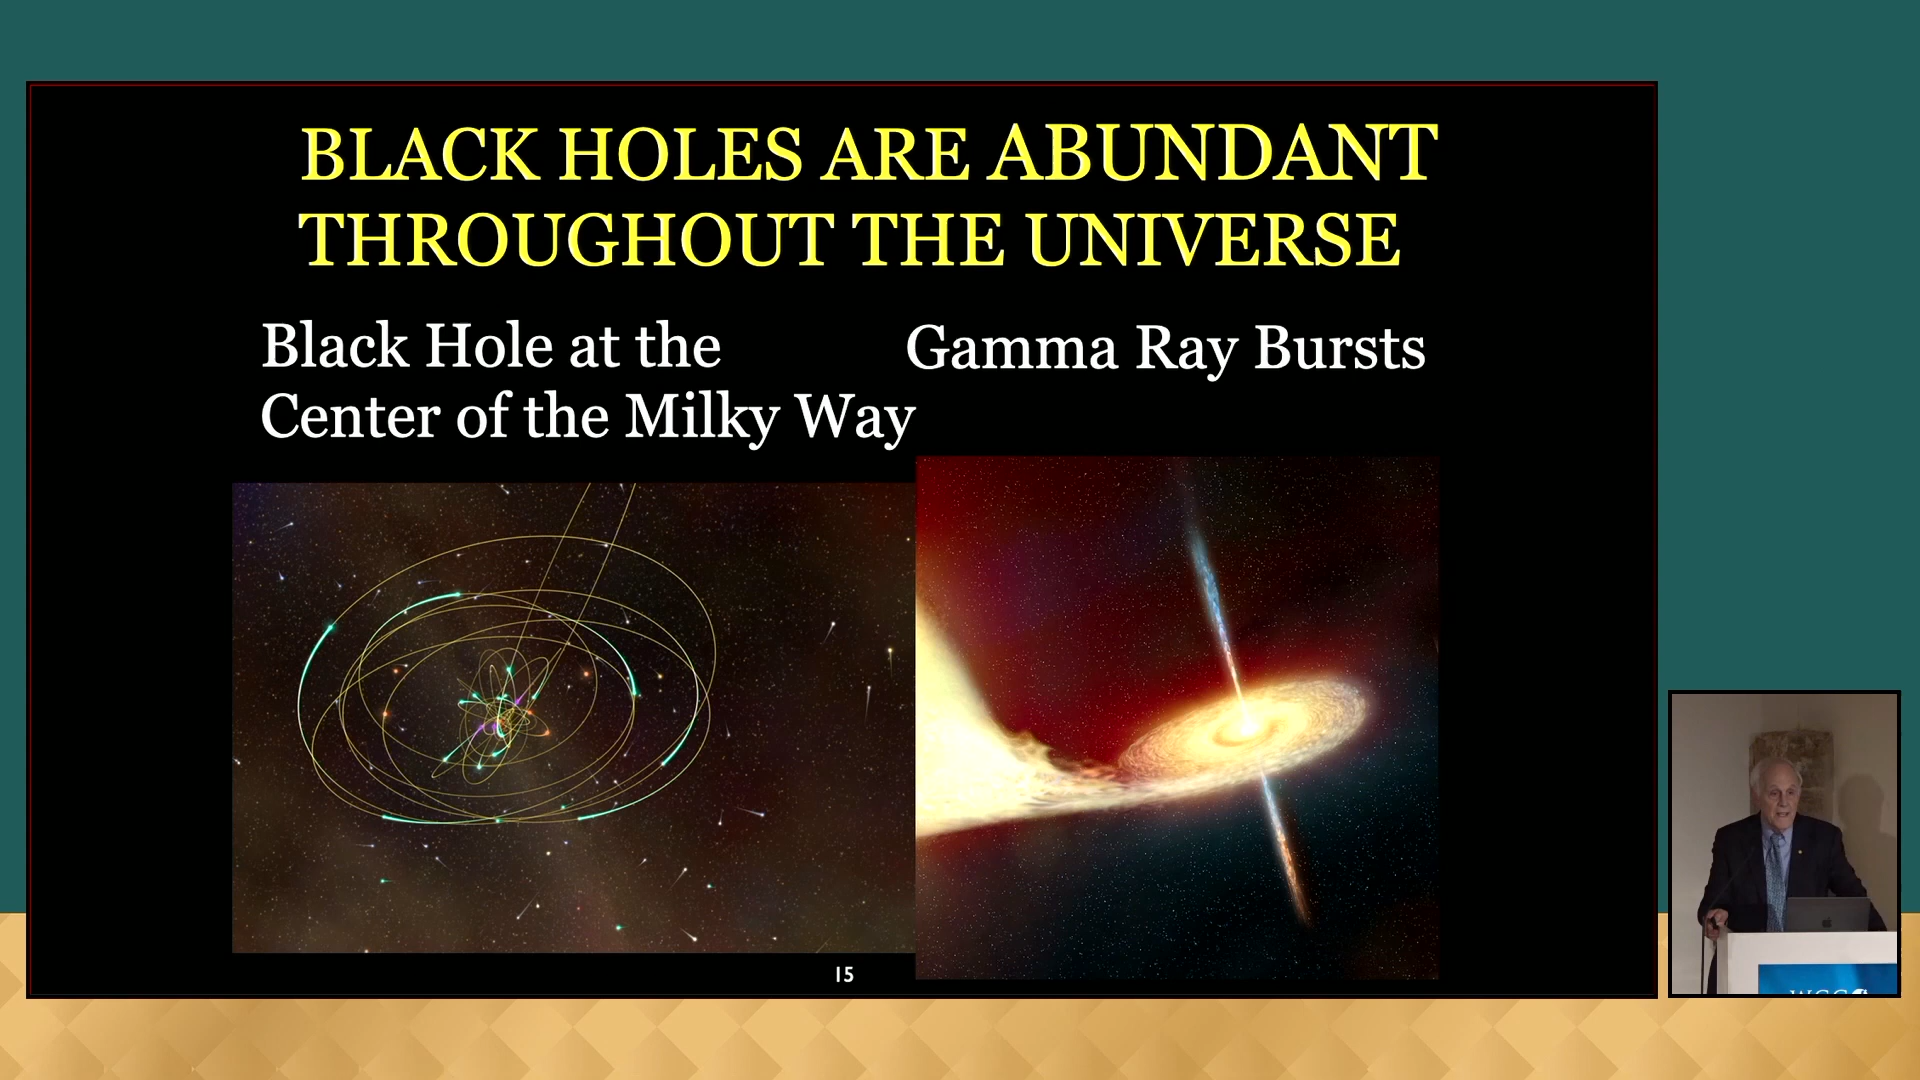 BLACK HOLES ARE ABUNDANT
THROUGHOUT THE UNIVERSE
Black Hole at the
Center of the Milky Way
Gamma Ray Bursts
15